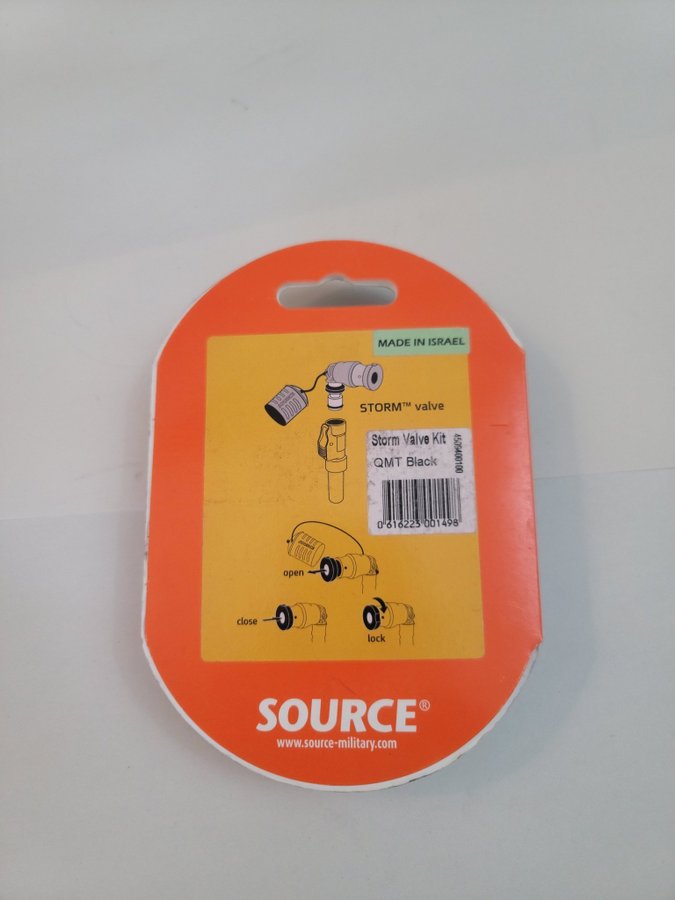 MADE IN ISRAEL
STORM™ valve
Storm Valve Kit
QMT Black
4505400100
0 616223 001498
open
close
lock
SOURCE®
www.source-military.com